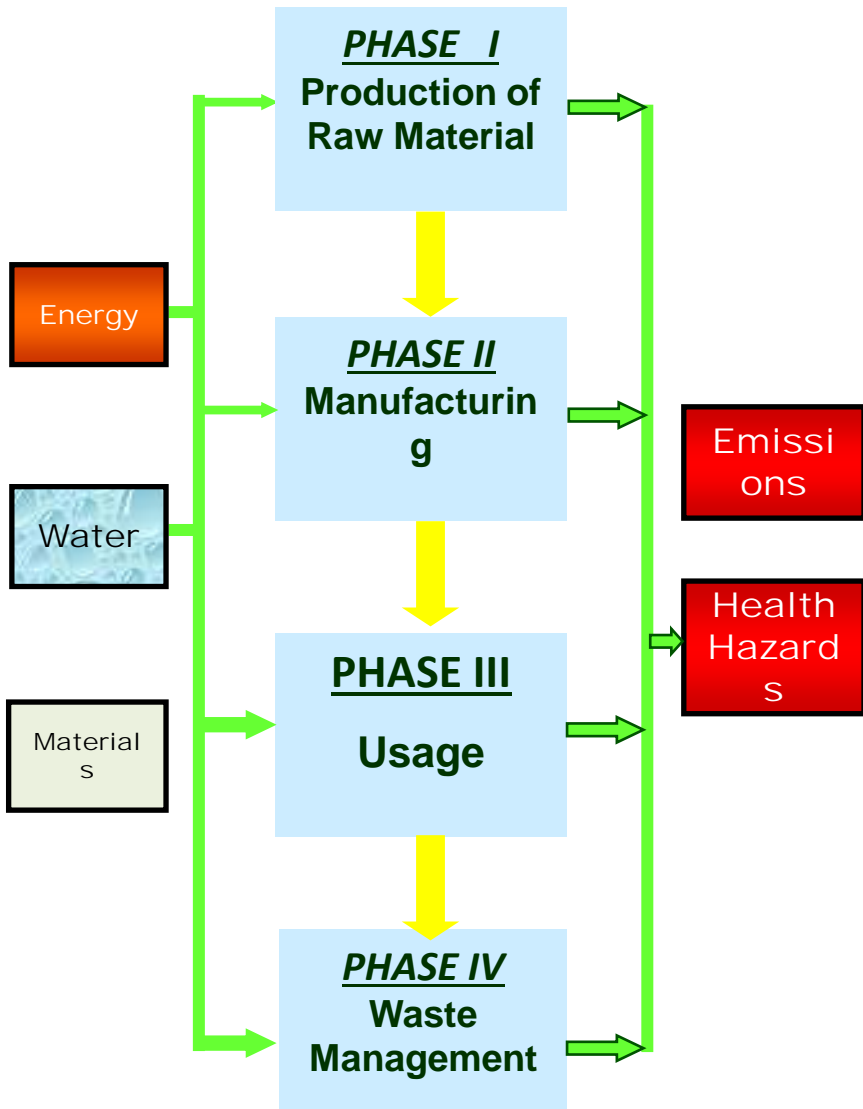 PHASE I
Production of
Raw Material
Energy
PHASE II
Manufacturin
g
Emissi
ons
Water
Health
Hazard
s
PHASE III
Usage
Material
s
PHASE IV
Waste
Management